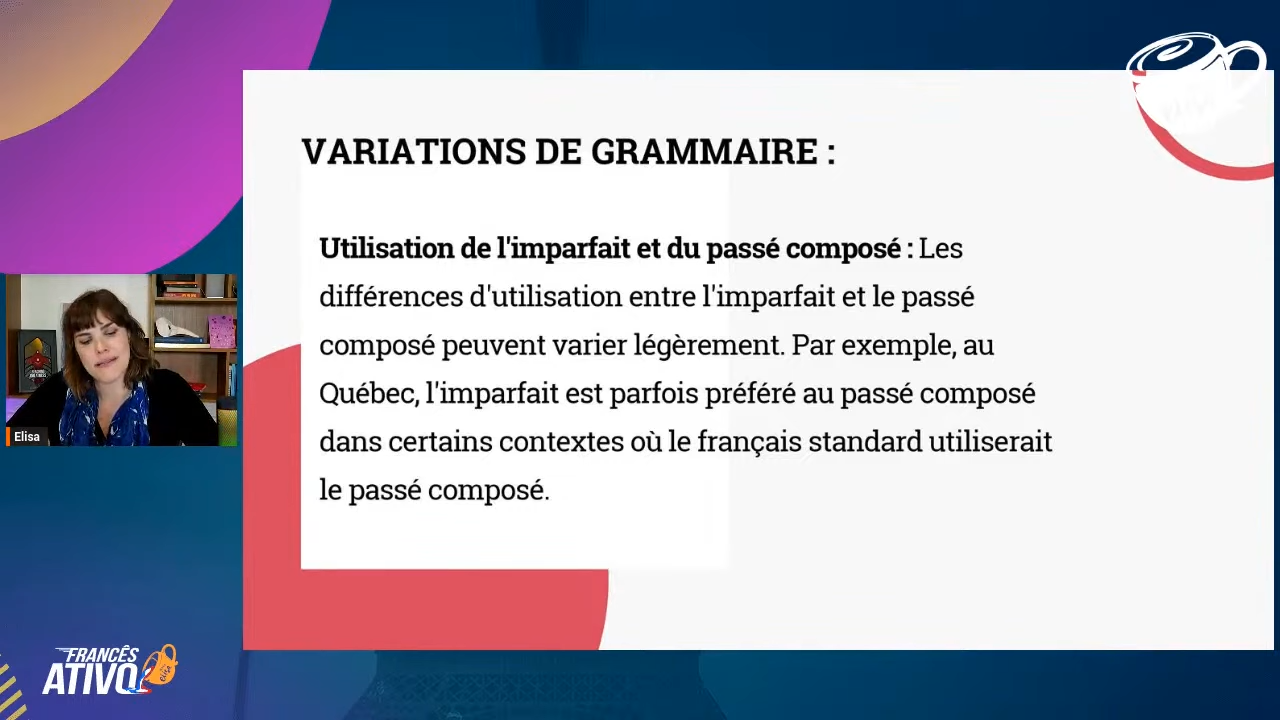 VARIATIONS DE GRAMMAIRE :
Utilisation de l'imparfait et du passé composé : Les
différences d'utilisation entre l'imparfait et le passé
composé peuvent varier légèrement. Par exemple, au
Québec, l'imparfait est parfois préféré au passé composé
dans certains contextes où le français standard utiliserait
le passé composé.
Elisa
FRANCÊS
ATIVO